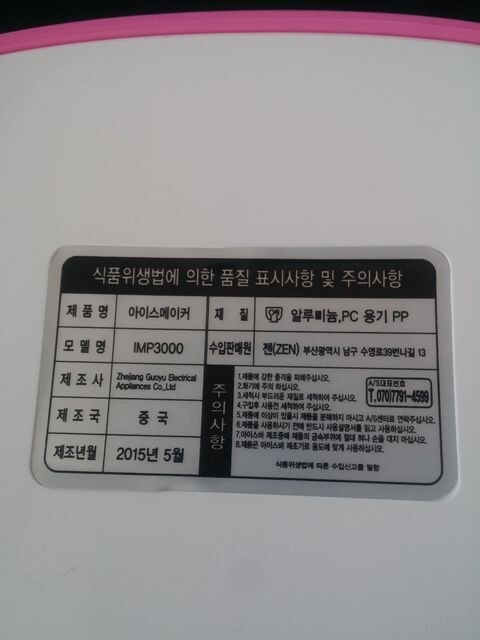 식품위생법에 의한 품질 표시사항 및 주의사항
제품명 아이스메이커 재질 알루미늄,PC 용기 PP
모델명 IMP3000 수입판매원 젠(ZEN) 부산광역시 남구 수영로39번나길 13
제조사 Zhejiang Guoyu Electrical Appliances Co,.Ltd
제조국 중국
제조년월 2015년 5월
주의사항
1.제품에 강한 충격을 피해주십시오.
2.화기에 주의 하십시오.
3.세척시 부드러운 재질로 세척하여 주십시오.
4.구입후 사용전 세척하여 주십시오.
5.제품에 이상이 있을시 제품을 분해하지 마시고 A/S센터로 연락주십시오.
6.제품을 사용하시기 전에 반드시 사용설명서를 읽고 사용하십시오.
7.아이스바 제조중에 제품의 금속부위에 절대 혀나 손을 대지 마십시오.
8.제품은 아이스바 제조기로 용도에 맞게 사용하십시오.
A/S대표번호
T.070)7791-4599
식품위생법에 따른 수입신고를 필함